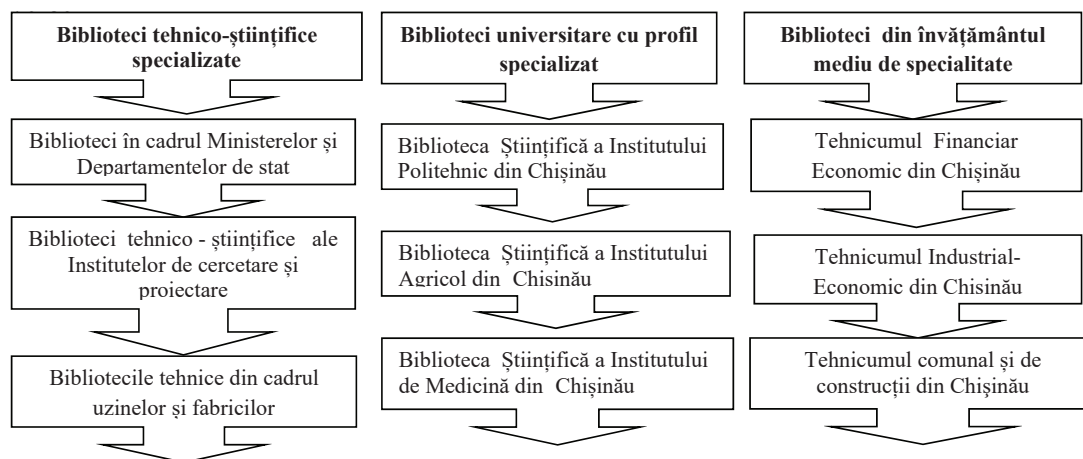 Biblioteci tehnico-științifice
specializate
Biblioteci în cadrul Ministerelor și
Departamentelor de stat
Biblioteci tehnico - științifice ale
Institutelor de cercetare și
proiectare
Bibliotecile tehnice din cadrul
uzinelor și fabricilor
Biblioteci universitare cu profil
specializat
Biblioteca Științifică a Institutului
Politehnic din Chișinău
Biblioteca Științifică a Institutului
Agricol din Chisinău
Biblioteca Științifică a Institutului
de Medicină din Chișinău
Biblioteci din învățământul
mediu de specialitate
Tehnicumul Financiar
Economic din Chișinău
Tehnicumul Industrial-
Economic din Chisinău
Tehnicumul comunal și de
construcții din Chişinău